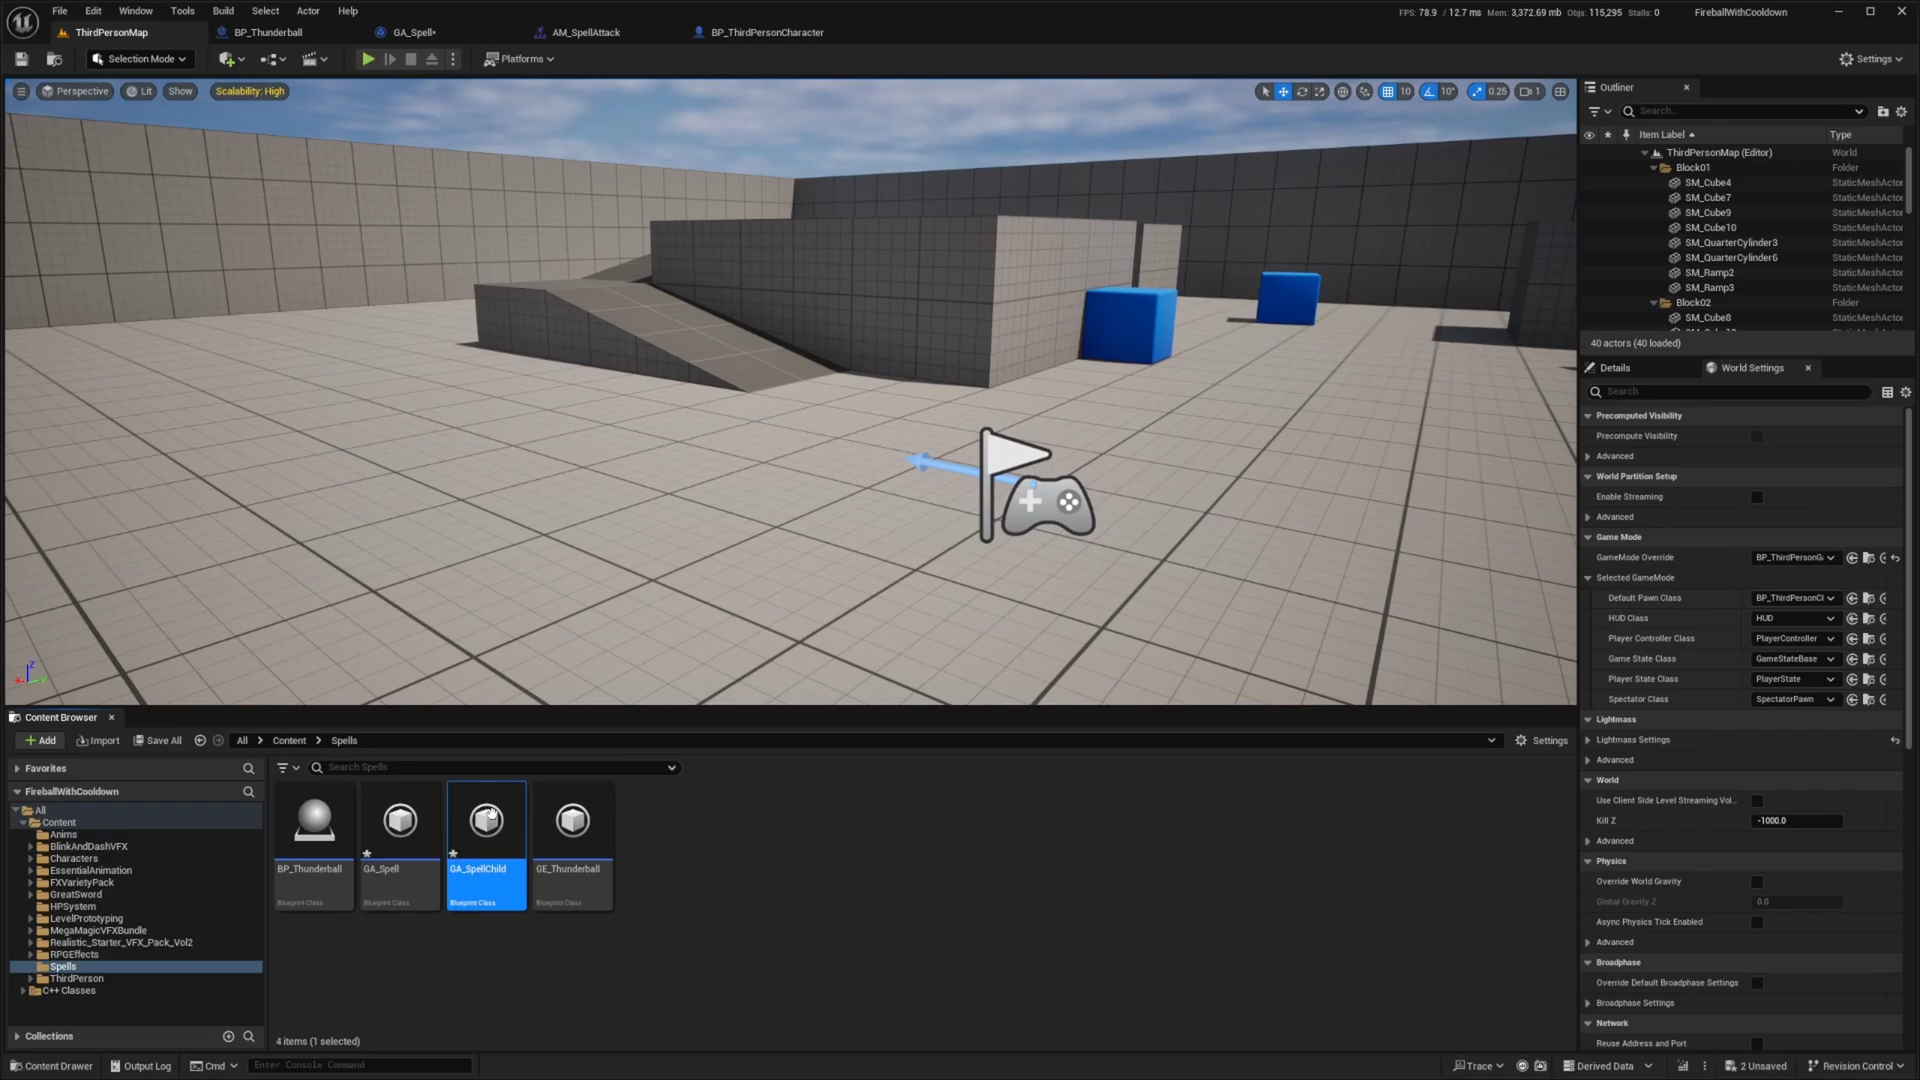 File Edit Window Tools Build Select Actor Help
FPS: 78.9 / 12.7 ms Mem: 3,372.69 mb Objs: 115,295 Stalls: 0
FireballWithCooldown
ThirdPersonMap
BP_Thunderball
GA_Spell•
AM_SpellAttack
BP_ThirdPersonCharacter
Selection Mode
Platforms
Settings
Perspective
Lit
Show
Scalability: High
10
10°
0.25
1
Outliner
Search...
Item Label
Type
ThirdPersonMap (Editor) World
Block01 Folder
SM_Cube4 StaticMeshActor
SM_Cube7 StaticMeshActor
SM_Cube9 StaticMeshActor
SM_Cube10 StaticMeshActor
SM_QuarterCylinder3 StaticMeshActor
SM_QuarterCylinder6 StaticMeshActor
SM_Ramp2 StaticMeshActor
SM_Ramp3 StaticMeshActor
Block02 Folder
SM_Cube8 StaticMeshActor
40 actors (40 loaded)
Details
World Settings
Search
Precomputed Visibility
Precompute Visibility
Advanced
World Partition Setup
Enable Streaming
Advanced
Game Mode
GameMode Override BP_ThirdPersonG
Selected GameMode
Default Pawn Class BP_ThirdPersonCl
HUD Class HUD
Player Controller Class PlayerController
Game State Class GameStateBase
Player State Class PlayerState
Spectator Class SpectatorPawn
Lightmass
Lightmass Settings
Advanced
World
Use Client Side Level Streaming Vol...
Kill Z -1000.0
Advanced
Physics
Override World Gravity
Global Gravity Z 0.0
Async Physics Tick Enabled
Advanced
Broadphase
Override Default Broadphase Settings
Broadphase Settings
Network
Reuse Address and Port
Z
X
Y
Content Browser
Add
Import
Save All
All
Content
Spells
Settings
Favorites
FireballWithCooldown
All
Content
Anims
BlinkAndDashVFX
Characters
EssentialAnimation
FXVarietyPack
GreatSword
HPSystem
LevelPrototyping
MegaMagicVFXBundle
Realistic_Starter_VFX_Pack_Vol2
RPGEffects
Spells
ThirdPerson
C++ Classes
Collections
Search Spells
BP_Thunderball
Blueprint Class
GA_Spell
Blueprint Class
GA_SpellChild
Blueprint Class
GE_Thunderball
Blueprint Class
4 items (1 selected)
Content Drawer
Output Log
Cmd
Enter Console Command
Trace
Derived Data
2 Unsaved
Revision Control